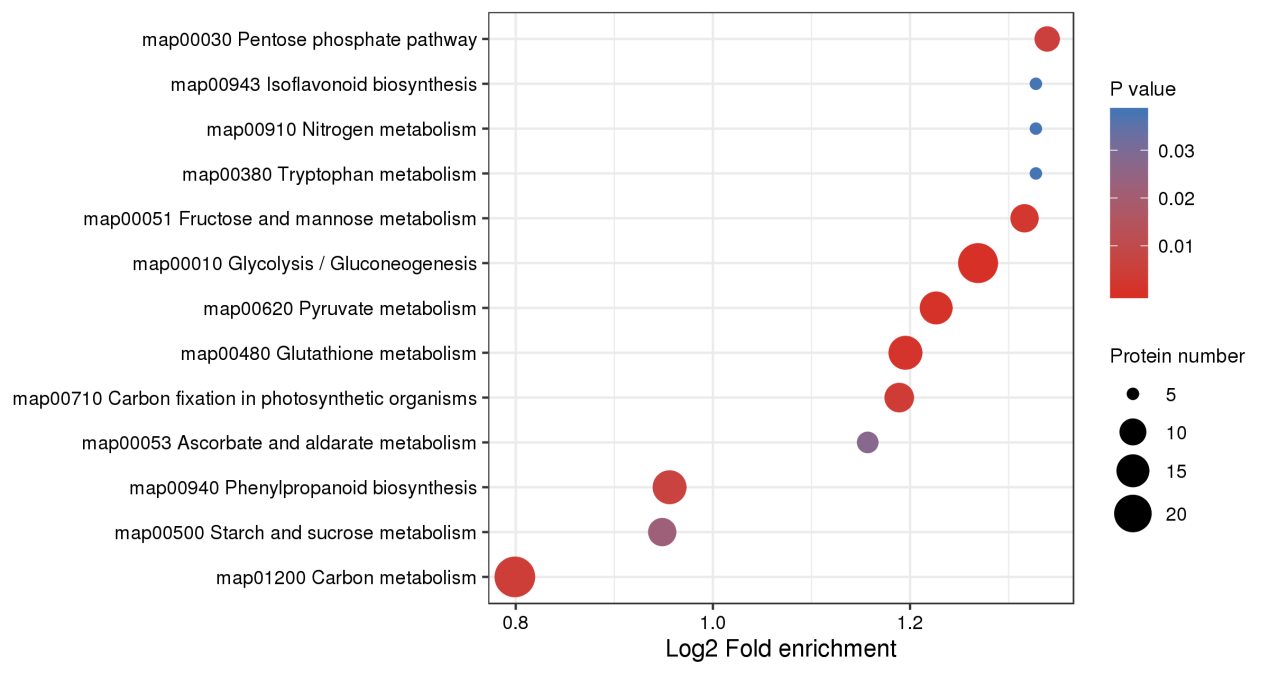 map00030 Pentose phosphate pathway
map00943 Isoflavonoid biosynthesis
map00910 Nitrogen metabolism
map00380 Tryptophan metabolism
map00051 Fructose and mannose metabolism
map00010 Glycolysis / Gluconeogenesis
map00620 Pyruvate metabolism
map00480 Glutathione metabolism
map00710 Carbon fixation in photosynthetic organisms
map00053 Ascorbate and aldarate metabolism
map00940 Phenylpropanoid biosynthesis
map00500 Starch and sucrose metabolism
map01200 Carbon metabolism
0.8 1.0 1.2
Log2 Fold enrichment
P value
0.03
0.02
0.01
Protein number
5
10
15
20